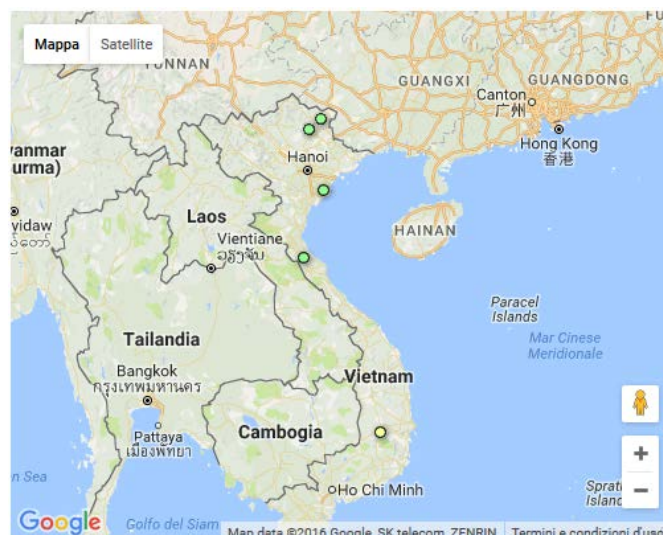 Mappa
Satellite
YUNNAN
GUANGXI
GUANGDONG
Canton
广州
Hong Kong
香港
Hanoi
anmar
urma)
Laos
yidaw
HAINAN
Vientiane
ວຽງຈັນ
Paracel
Islands
Mar Cinese
Meridionale
Tailandia
Vietnam
Bangkok
กรุงเทพมหานคร
Pattaya
เมืองพัทยา
Cambogia
Ho Chi Minh
an Sea
Golfo del Siam
Google
Map data ©2016 Google, SK telecom, ZENRIN
Termini e condizioni d'uso